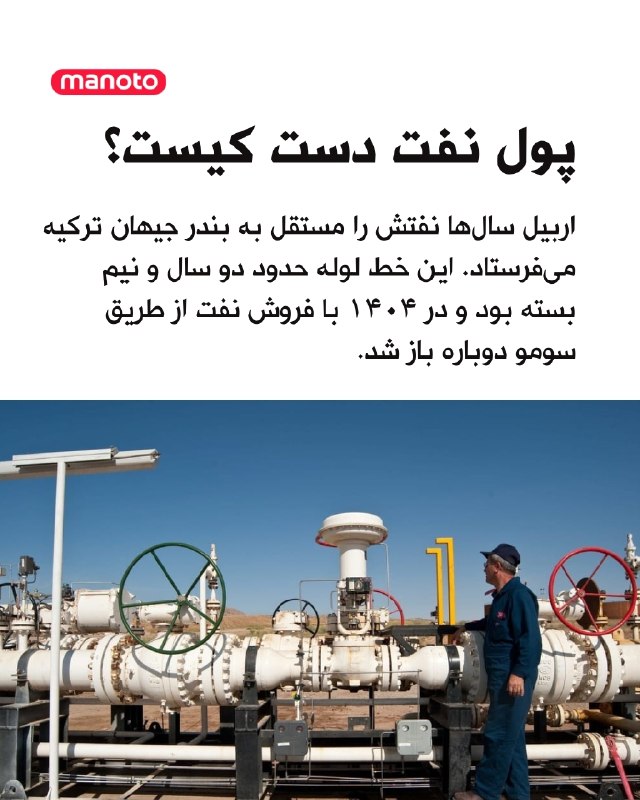 manoto
پول نفت دست کیست؟
اربیل سال‌ها نفتش را مستقل به بندر جیهان ترکیه
می‌فرستاد. این خط لوله حدود دو سال و نیم
بسته بود و در ۱۴۰۴ با فروش نفت از طریق
سومو دوباره باز شد.